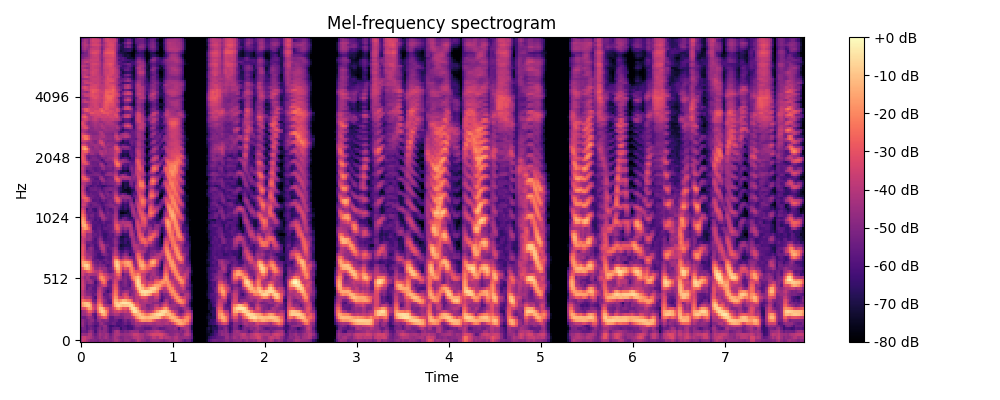 Mel-frequency spectrogram
+0 dB
-10 dB
-20 dB
-30 dB
-40 dB
-50 dB
-60 dB
-70 dB
-80 dB
Hz
4096
2048
1024
512
0
0 1 2 3 4 5 6 7
Time